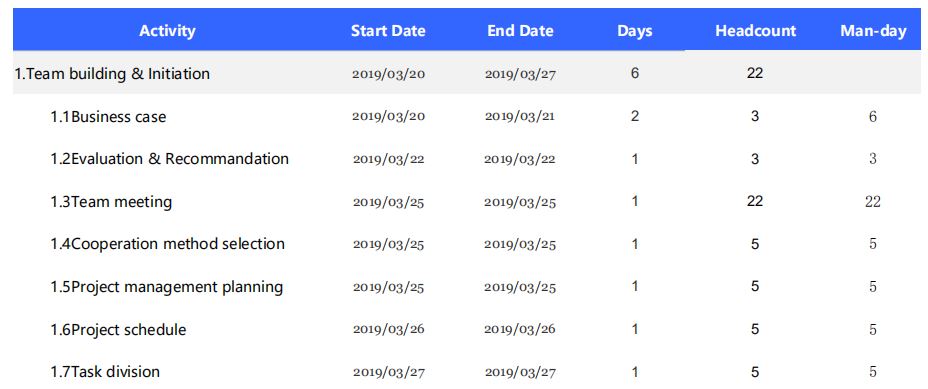 Activity Start Date End Date Days Headcount Man-day
1.Team building & Initiation 2019/03/20 2019/03/27 6 22
1.1Business case 2019/03/20 2019/03/21 2 3 6
1.2Evaluation & Recommandation 2019/03/22 2019/03/22 1 3 3
1.3Team meeting 2019/03/25 2019/03/25 1 22 22
1.4Cooperation method selection 2019/03/25 2019/03/25 1 5 5
1.5Project management planning 2019/03/25 2019/03/25 1 5 5
1.6Project schedule 2019/03/26 2019/03/26 1 5 5
1.7Task division 2019/03/27 2019/03/27 1 5 5